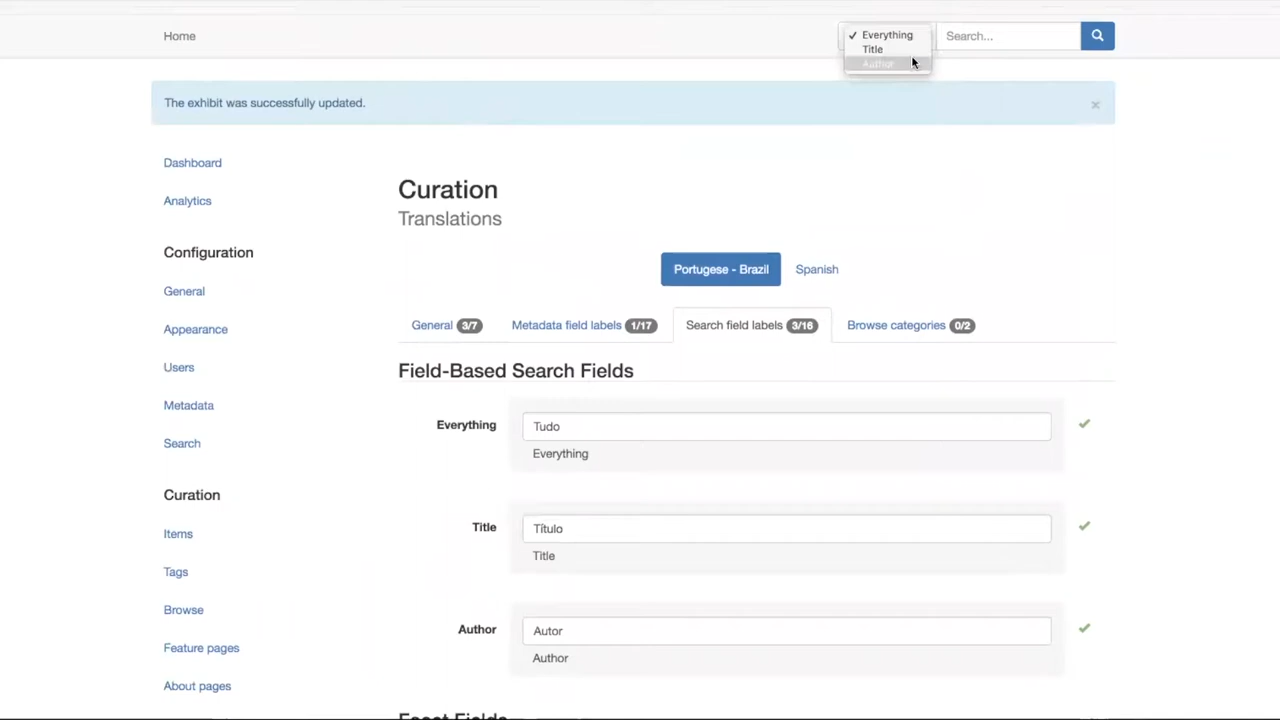 Home
✓ Everything
Title
Author
Search...
The exhibit was successfully updated.
×
Dashboard
Analytics
Configuration
General
Appearance
Users
Metadata
Search
Curation
Items
Tags
Browse
Feature pages
About pages
Curation
Translations
Portugese - Brazil
Spanish
General 3/7
Metadata field labels 1/17
Search field labels 3/16
Browse categories 0/2
Field-Based Search Fields
Everything
Tudo
Everything
Title
Título
Title
Author
Autor
Author
Facet Fields